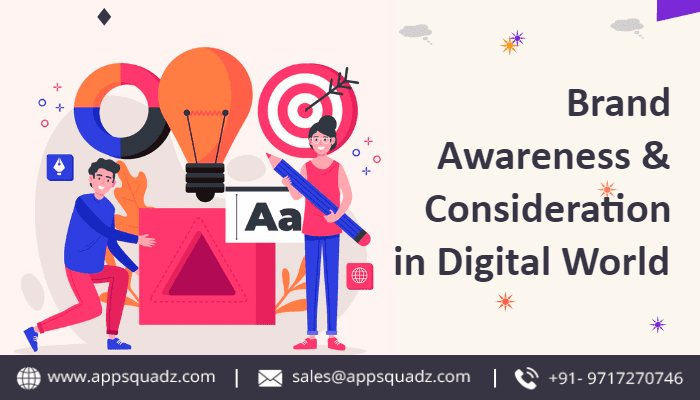 Aa
Brand
Awareness &
Consideration
in Digital World
www.appsquadz.com | sales@appsquadz.com | +91- 9717270746